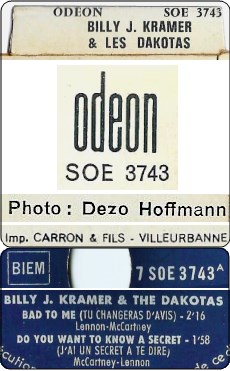 ODEON SOE 3743
BILLY J. KRAMER
& LES DAKOTAS
odeon
SOE 3743
Photo: Dezo Hoffmann
Imp. CARRON & FILS - VILLEURBANNE
BIEM 7 SOE 3743 A
BILLY J. KRAMER & THE DAKOTAS
BAD TO ME (TU CHANGERAS D'AVIS) - 2'16
Lennon-McCartney
DO YOU WANT TO KNOW A SECRET - 1'58
(J'AI UN SECRET A TE DIRE)
McCartney-Lennon